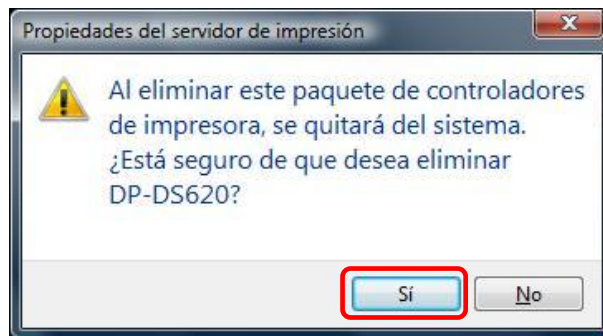 Propiedades del servidor de impresión
Al eliminar este paquete de controladores
de impresora, se quitará del sistema.
¿Está seguro de que desea eliminar
DP-DS620?
Sí
No